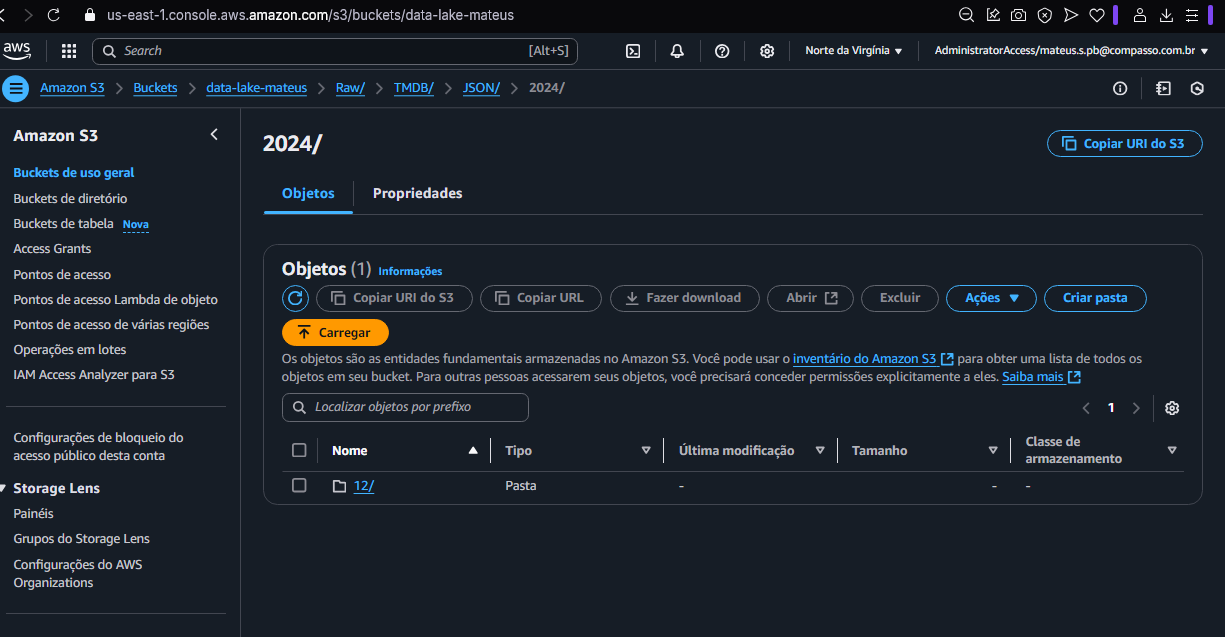 us-east-1.console.aws.amazon.com/s3/buckets/data-lake-mateus
aws
Search [Alt+S]
Norte da Virgínia
AdministratorAccess/mateus.s.pb@compasso.com.br
Amazon S3 > Buckets > data-lake-mateus > Raw/ > TMDB/ > JSON/ > 2024/
Amazon S3
Buckets de uso geral
Buckets de diretório
Buckets de tabela Nova
Access Grants
Pontos de acesso
Pontos de acesso Lambda de objeto
Pontos de acesso de várias regiões
Operações em lotes
IAM Access Analyzer para S3
Configurações de bloqueio do
acesso público desta conta
Storage Lens
Painéis
Grupos do Storage Lens
Configurações do AWS
Organizations
2024/
Copiar URI do S3
Objetos
Propriedades
Objetos (1) Informações
Copiar URI do S3
Copiar URL
Fazer download
Abrir
Excluir
Ações
Criar pasta
Carregar
Os objetos são as entidades fundamentais armazenadas no Amazon S3. Você pode usar o inventário do Amazon S3 para obter uma lista de todos os
objetos em seu bucket. Para outras pessoas acessarem seus objetos, você precisará conceder permissões explicitamente a eles. Saiba mais
Localizar objetos por prefixo
1
Nome
Tipo
Última modificação
Tamanho
Classe de
armazenamento
12/ Pasta - - -